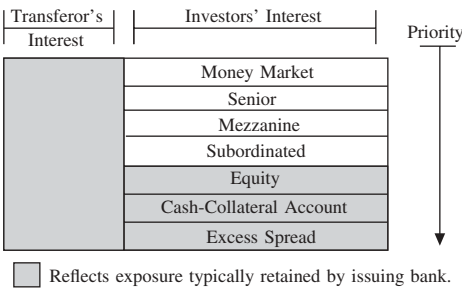 Transferor's
Interest
Investors' Interest
Priority
Money Market
Senior
Mezzanine
Subordinated
Equity
Cash-Collateral Account
Excess Spread
Reflects exposure typically retained by issuing bank.